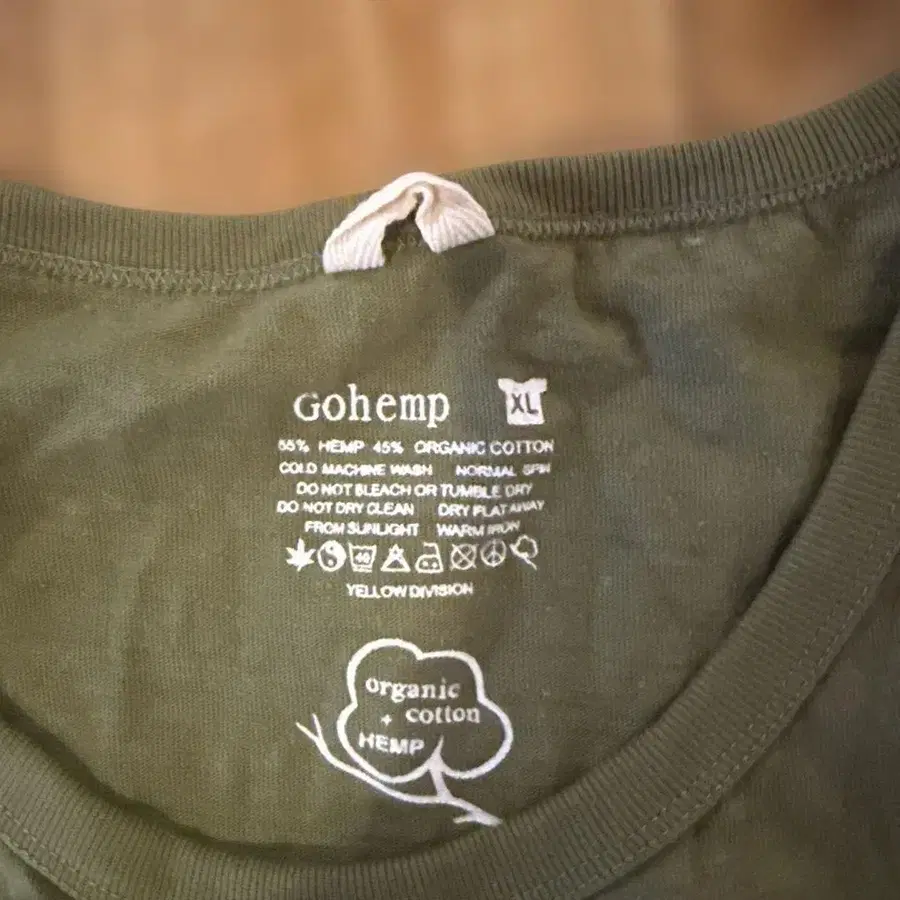 Gohemp XL
55% HEMP 45% ORGANIC COTTON
COLD MACHINE WASH NORMAL SPIN
DO NOT BLEACH OR TUMBLE DRY
DO NOT DRY CLEAN DRY FLAT AWAY
FROM SUNLIGHT WARM IRON
40
YELLOW DIVISION
organic
+ cotton
HEMP